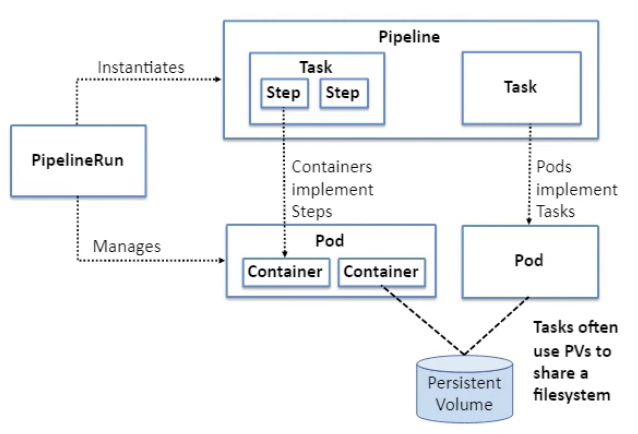 Pipeline
Instantiates
Task
Step
Step
Task
PipelineRun
Containers
implement
Steps
Pods
implement
Tasks
Manages
Pod
Container
Container
Pod
Tasks often
use PVs to
share a
filesystem
Persistent
Volume